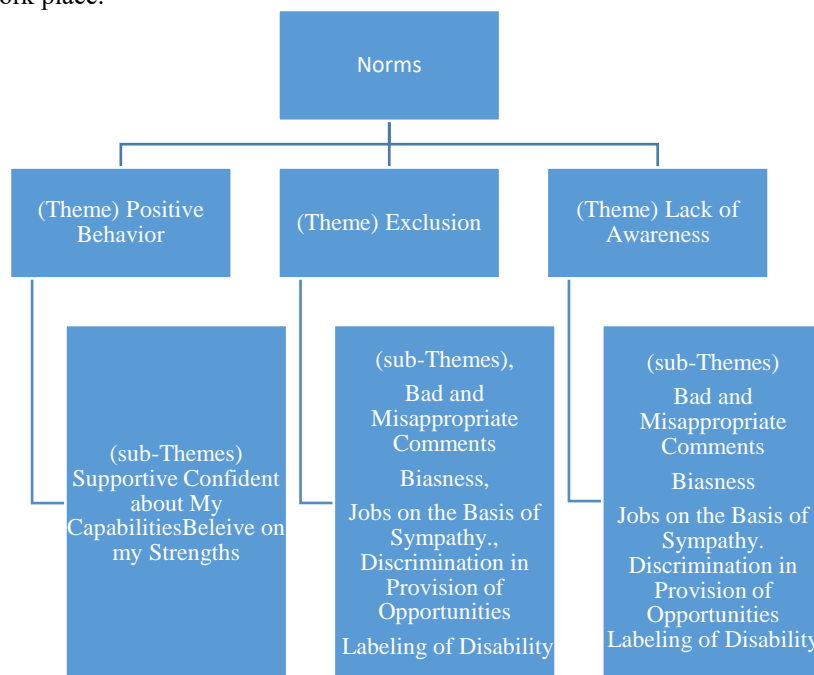 ork place.
Norms
(Theme) Positive
Behavior
(Theme) Exclusion
(Theme) Lack of
Awareness
(sub-Themes)
Supportive Confident
about My
CapabilitiesBeleive on
my Strengths
(sub-Themes),
Bad and
Misappropriate
Comments
Biasness,
Jobs on the Basis of
Sympathy.,
Discrimination in
Provision of
Opportunities
Labeling of Disability
(sub-Themes)
Bad and
Misappropriate
Comments
Biasness
Jobs on the Basis of
Sympathy.
Discrimination in
Provision of
Opportunities
Labeling of Disability